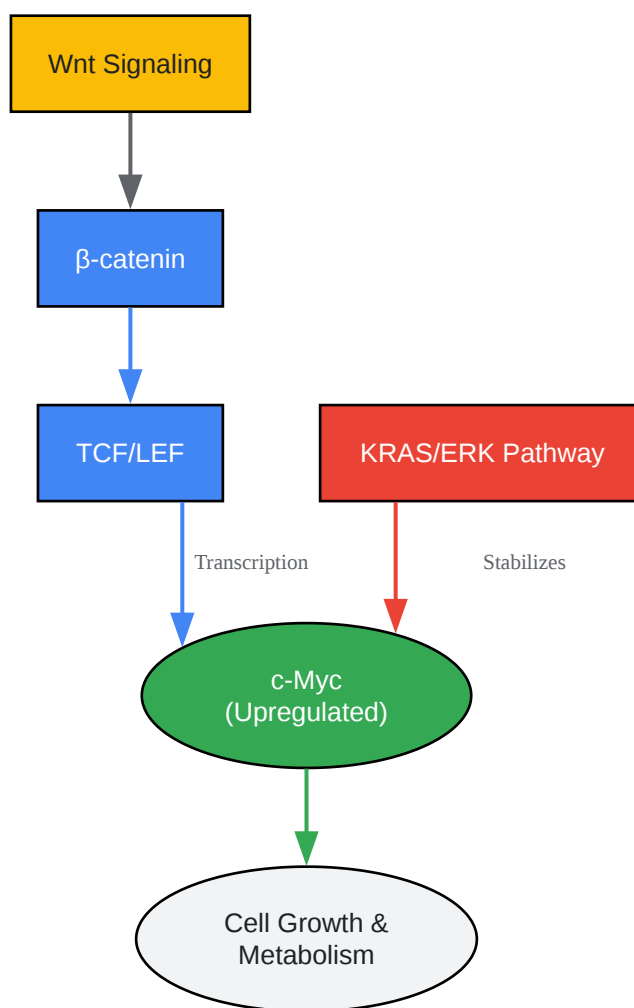 Wnt Signaling
β-catenin
TCF/LEF
KRAS/ERK Pathway
Transcription
Stabilizes
c-Myc
(Upregulated)
Cell Growth &
Metabolism